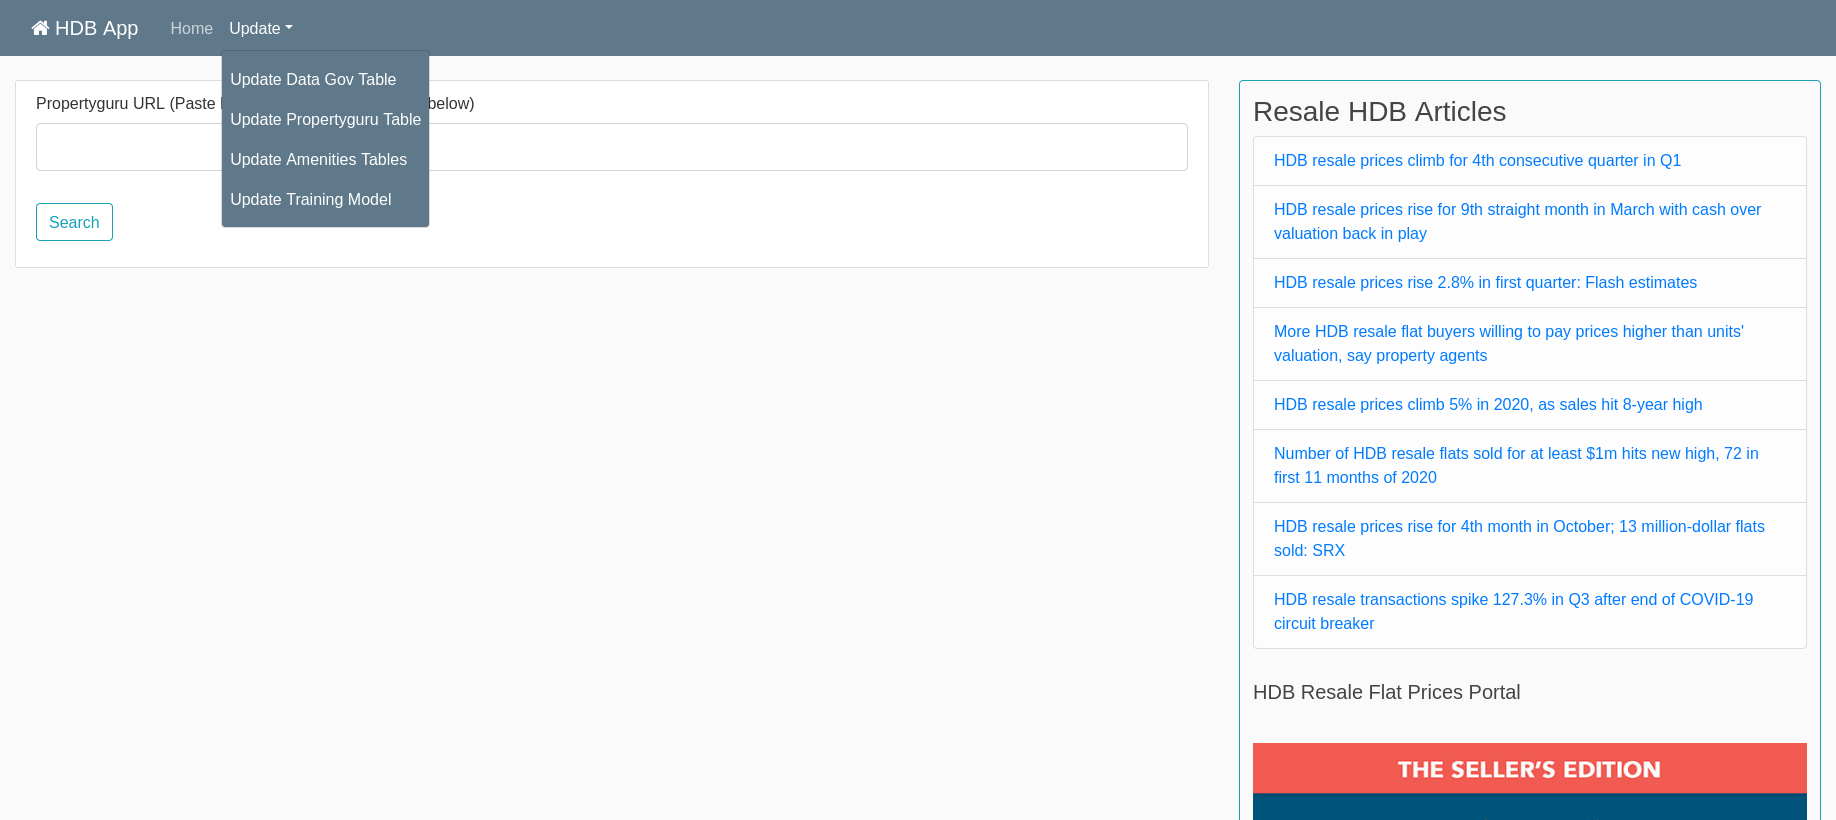 HDB App
Home
Update
Update Data Gov Table
Update Propertyguru Table
Update Amenities Tables
Update Training Model
Propertyguru URL (Paste
below)
Search
Resale HDB Articles
HDB resale prices climb for 4th consecutive quarter in Q1
HDB resale prices rise for 9th straight month in March with cash over
valuation back in play
HDB resale prices rise 2.8% in first quarter: Flash estimates
More HDB resale flat buyers willing to pay prices higher than units'
valuation, say property agents
HDB resale prices climb 5% in 2020, as sales hit 8-year high
Number of HDB resale flats sold for at least $1m hits new high, 72 in
first 11 months of 2020
HDB resale prices rise for 4th month in October; 13 million-dollar flats
sold: SRX
HDB resale transactions spike 127.3% in Q3 after end of COVID-19
circuit breaker
HDB Resale Flat Prices Portal
THE SELLER'S EDITION